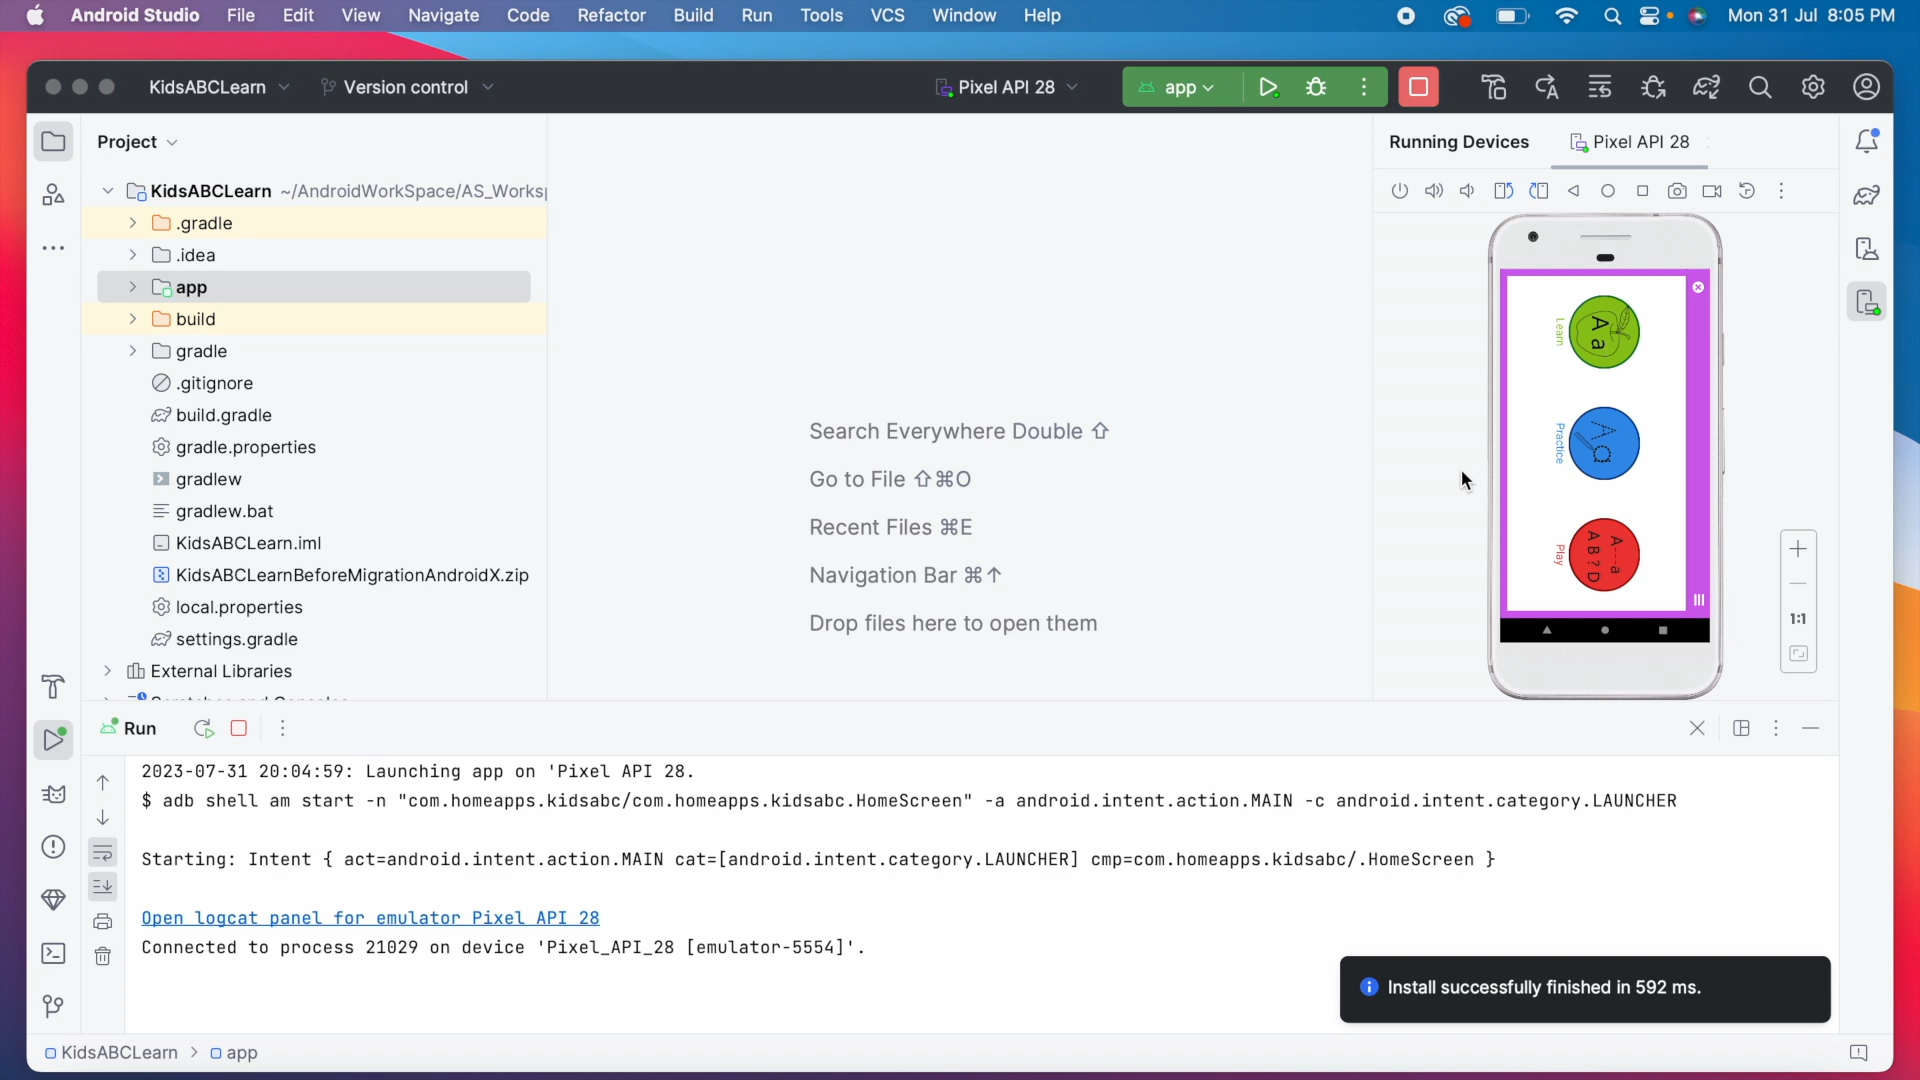 Android Studio File Edit View Navigate Code Refactor Build Run Tools VCS Window Help Mon 31 Jul 8:05 PM
KidsABCLearn Version control Pixel API 28 app
Project
Running Devices Pixel API 28
KidsABCLearn ~/AndroidWorkSpace/AS_Works
.gradle
.idea
app
build
gradle
.gitignore
build.gradle
gradle.properties
gradlew
gradlew.bat
KidsABCLearn.iml
KidsABCLearnBeforeMigrationAndroidX.zip
local.properties
settings.gradle
External Libraries
Search Everywhere Double ⇧
Go to File ⇧⌘O
Recent Files ⌘E
Navigation Bar ⌘↑
Drop files here to open them
A a
Learn
A a
Practice
A---a
A B ? D
Play
1:1
Run
2023-07-31 20:04:59: Launching app on 'Pixel API 28.
$ adb shell am start -n "com.homeapps.kidsabc/com.homeapps.kidsabc.HomeScreen" -a android.intent.action.MAIN -c android.intent.category.LAUNCHER
Starting: Intent { act=android.intent.action.MAIN cat=[android.intent.category.LAUNCHER] cmp=com.homeapps.kidsabc/.HomeScreen }
Open logcat panel for emulator Pixel API 28
Connected to process 21029 on device 'Pixel_API_28 [emulator-5554]'.
Install successfully finished in 592 ms.
KidsABCLearn > app